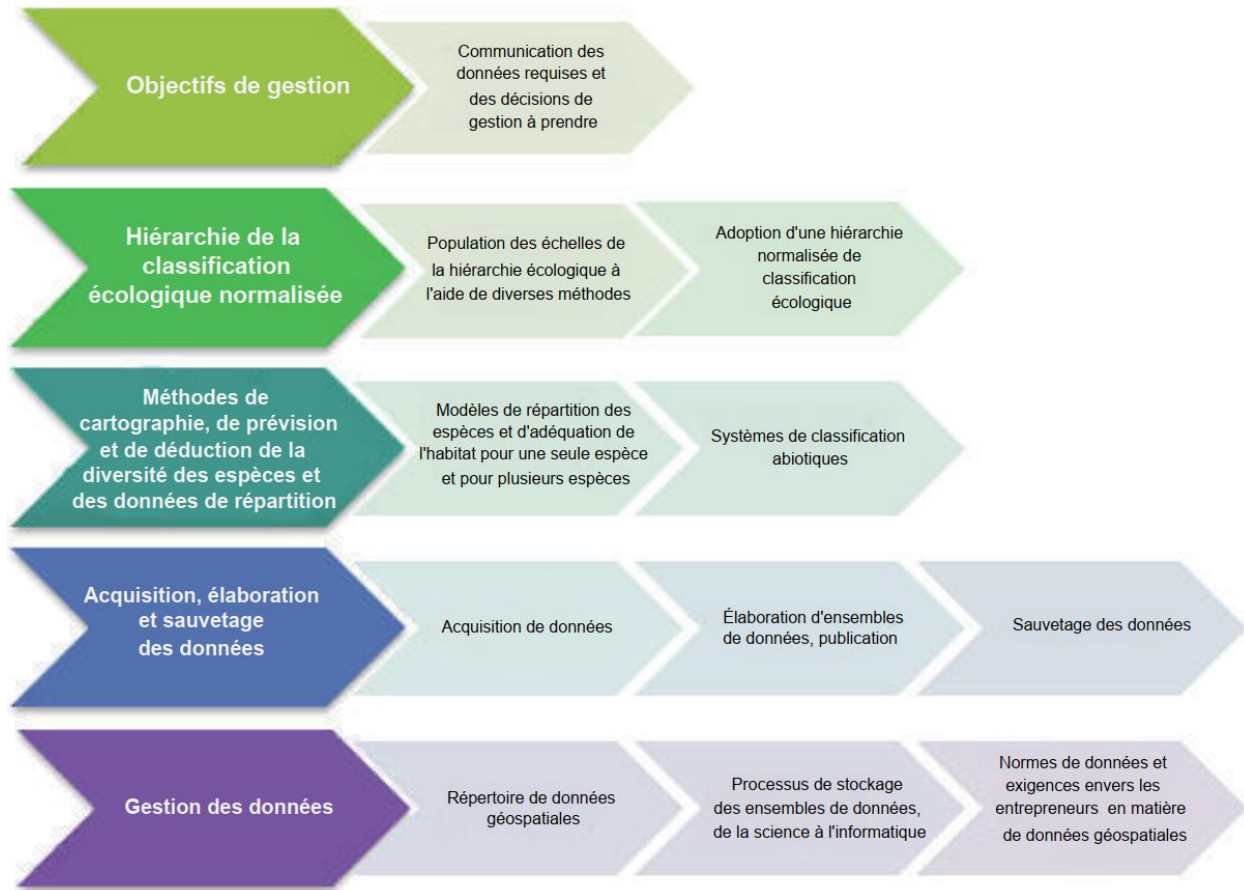 Objectifs de gestion
Communication des
données requises et
des décisions de
gestion à prendre
Hiérarchie de la
classification
écologique normalisée
Population des échelles de
la hiérarchie écologique à
l'aide de diverses méthodes
Adoption d'une hiérarchie
normalisée de
classification
écologique
Méthodes de
cartographie, de prévision
et de déduction de la
diversité des espèces et
des données de répartition
Modèles de répartition des
espèces et d'adéquation de
l'habitat pour une seule espèce
et pour plusieurs espèces
Systèmes de classification
abiotiques
Acquisition, élaboration
et sauvetage
des données
Acquisition de données
Élaboration d'ensembles
de données, publication
Sauvetage des données
Gestion des données
Répertoire de données
géospatiales
Processus de stockage
des ensembles de données,
de la science à l'informatique
Normes de données et
exigences envers les
entrepreneurs en matière
de données géospatiales